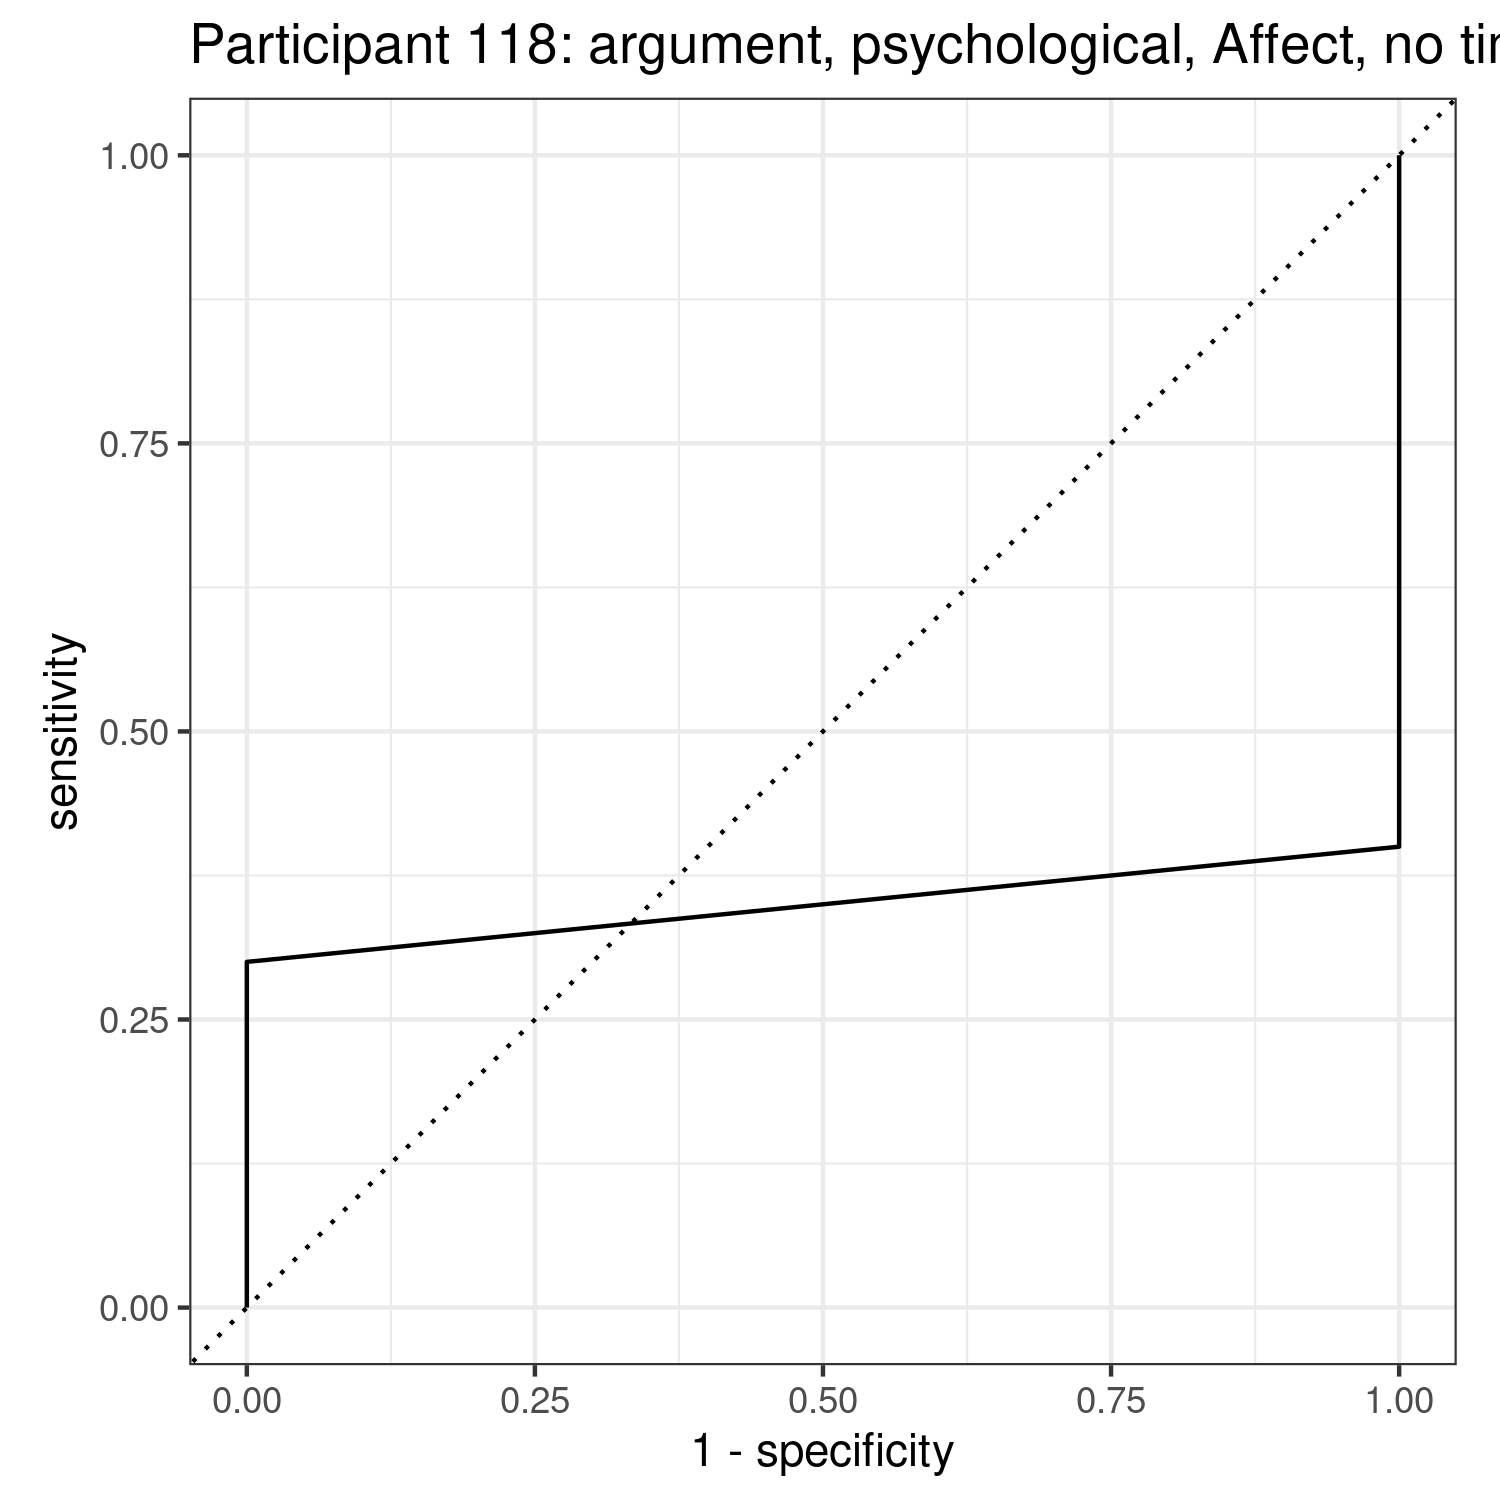 Participant 118: argument, psychological, Affect, no
1.00
0.75
0.50
0.25
0.00
sensitivity
0.00 0.25 0.50 0.75 1.00
1 - specificity